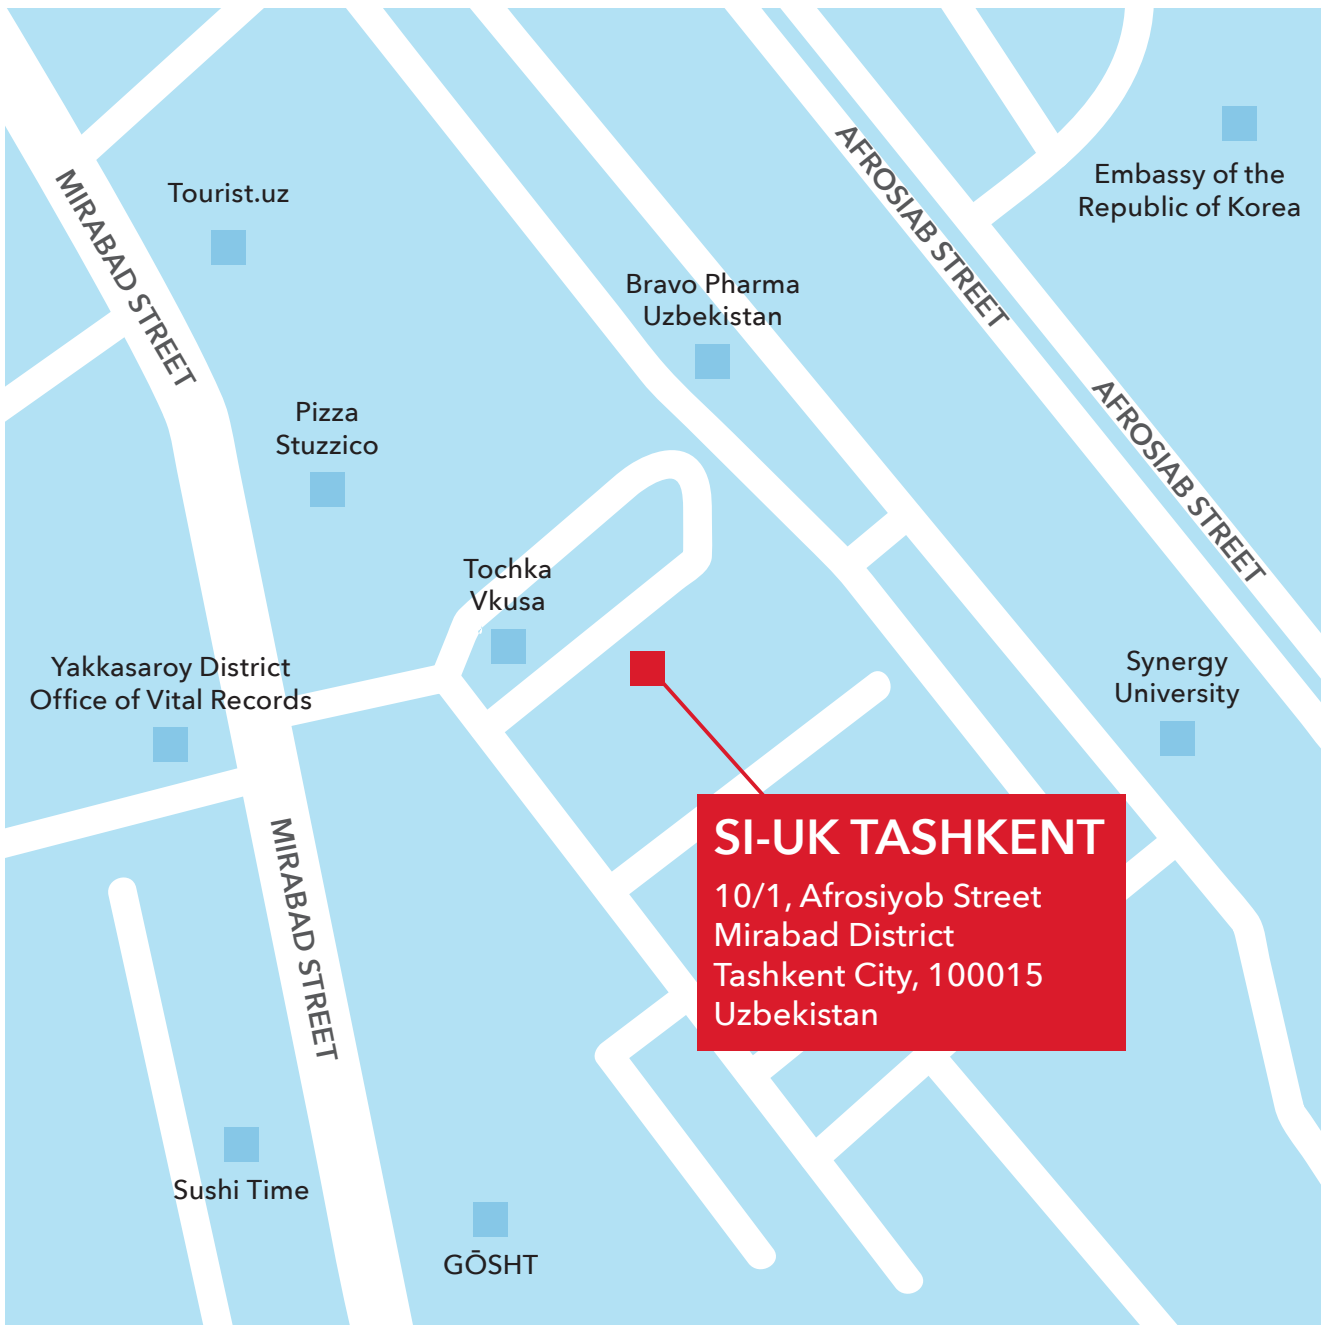 AFROSIAB STREET
Embassy of the
Republic of Korea
MIRABAD STREET
Tourist.uz
Bravo Pharma
Uzbekistan
AFROSIAB STREET
Pizza
Stuzzico
Tochka
Vkusa
Yakkasaroy District
Office of Vital Records
Synergy
University
SI-UK TASHKENT
10/1, Afrosiyob Street
Mirabad District
Tashkent City, 100015
Uzbekistan
MIRABAD STREET
Sushi Time
GŌSHT